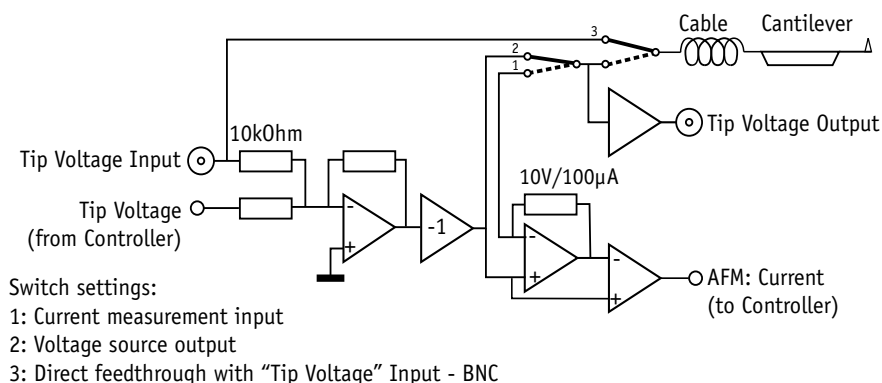 Cable
Cantilever
3
2
1
10kOhm
Tip Voltage Input
Tip Voltage Output
10V/100µA
Tip Voltage
(from Controller)
-
+
-1
-
+
-
+
AFM: Current
(to Controller)
Switch settings:
1: Current measurement input
2: Voltage source output
3: Direct feedthrough with “Tip Voltage” Input - BNC